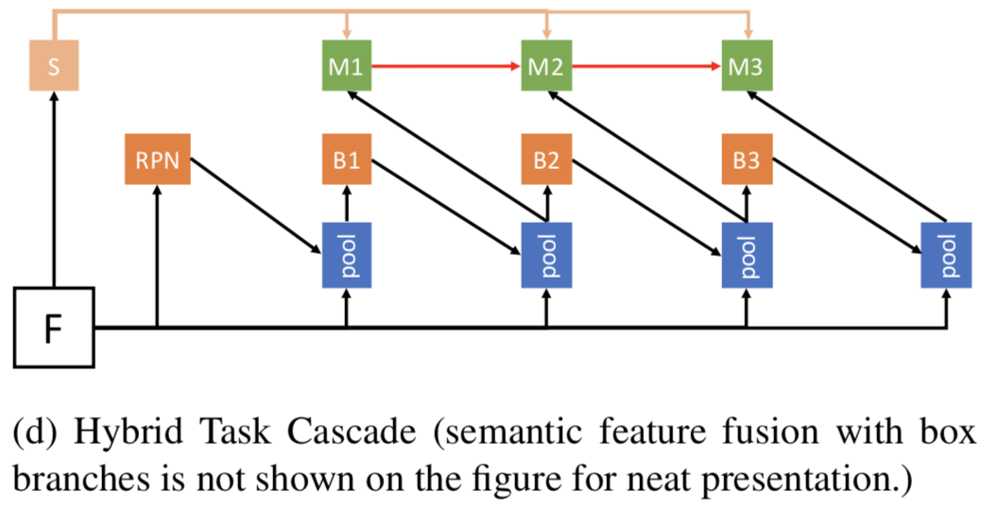 S
M1
M2
M3
RPN
B1
B2
B3
pool
pool
pool
pool
F
(d) Hybrid Task Cascade (semantic feature fusion with box
branches is not shown on the figure for neat presentation.)